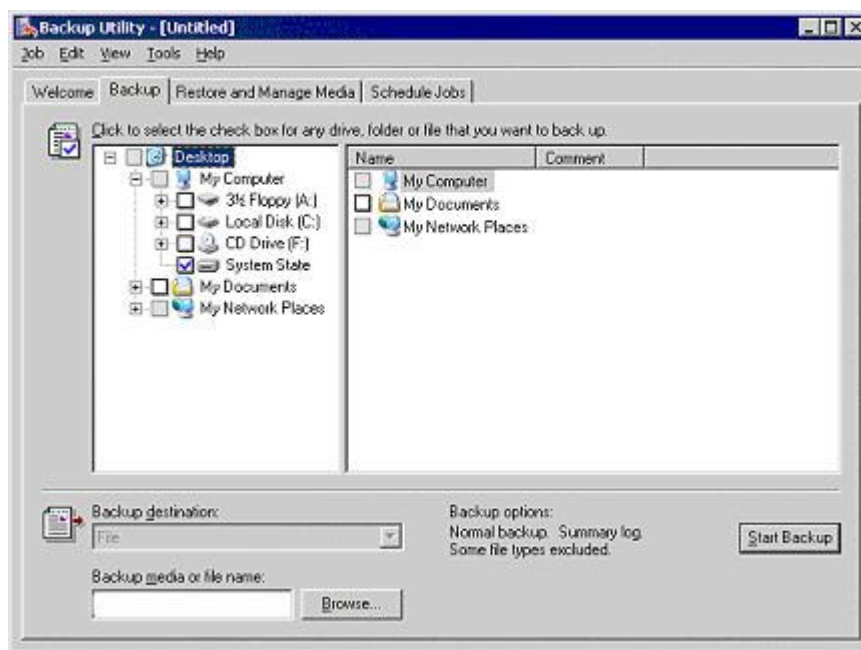 Backup Utility - [Untitled]
Job Edit View Tools Help
Welcome Backup Restore and Manage Media Schedule Jobs
Click to select the check box for any drive, folder or file that you want to back up.
Desktop
My Computer
3½ Floppy (A:)
Local Disk (C:)
CD Drive (F:)
System State
My Documents
My Network Places
Name Comment
My Computer
My Documents
My Network Places
Backup destination:
File
Backup media or file name:
Browse...
Backup options:
Normal backup. Summary log.
Some file types excluded.
Start Backup